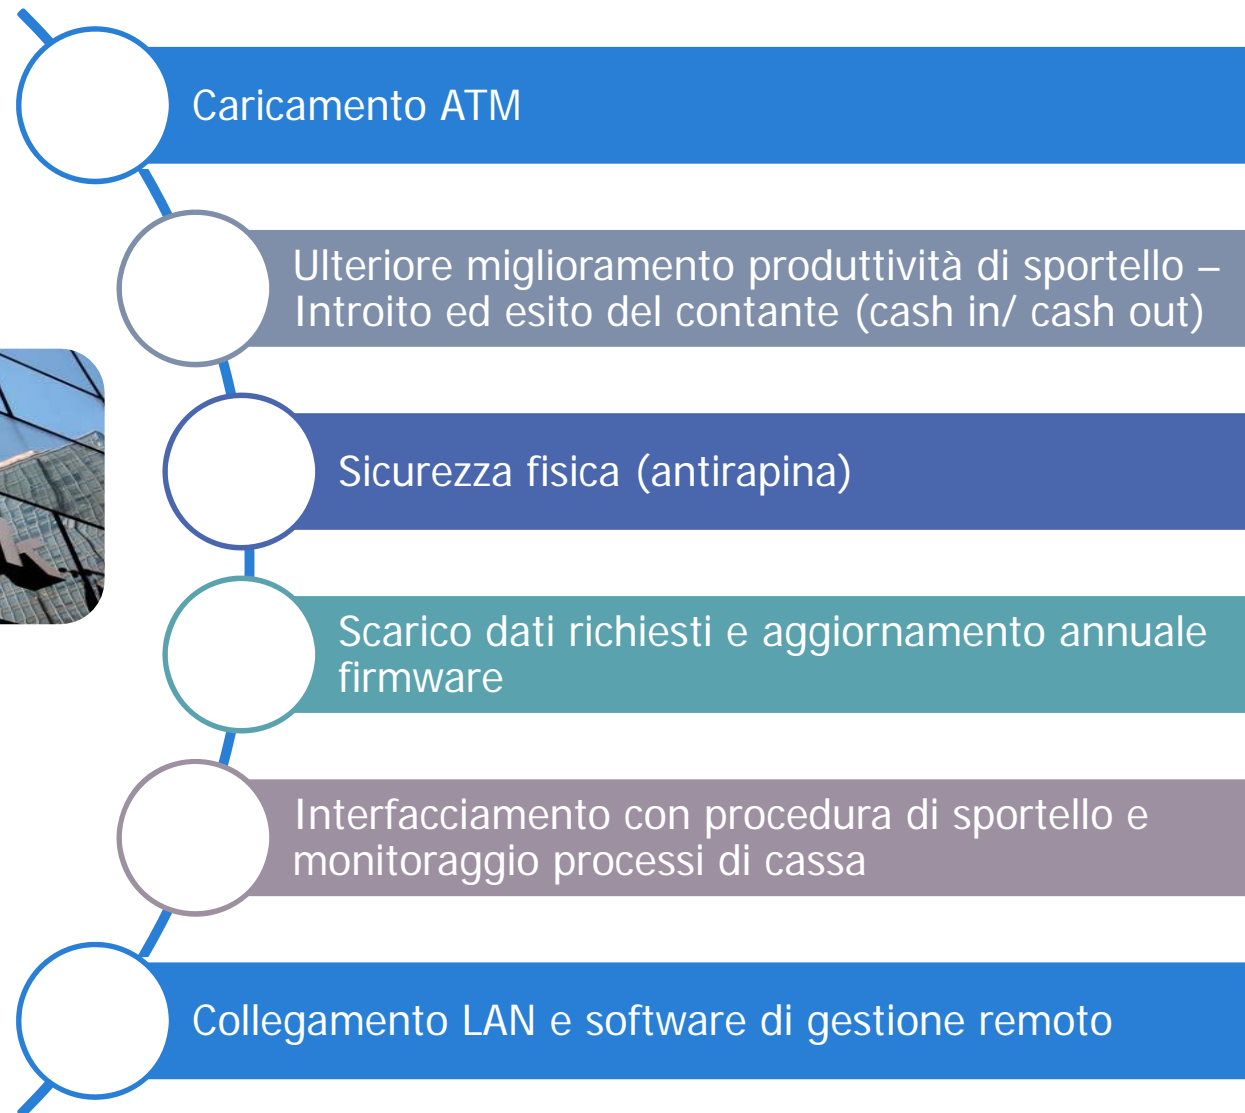 Caricamento ATM
Ulteriore miglioramento produttività di sportello –
Introito ed esito del contante (cash in/ cash out)
Sicurezza fisica (antirapina)
Scarico dati richiesti e aggiornamento annuale
firmware
Interfacciamento con procedura di sportello e
monitoraggio processi di cassa
Collegamento LAN e software di gestione remoto